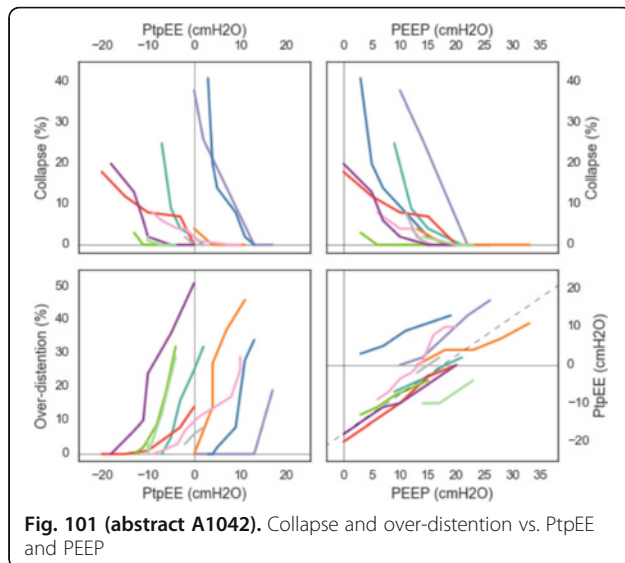 PtpEE (cmH2O)
PEEP (cmH2O)
−20 −10 0 10 20
0 5 10 15 20 25 30 35
Collapse (%)
40
30
20
10
0
40
30
20
10
0
Collapse (%)
Over-distention (%)
50
40
30
20
10
0
20
10
0
−10
−20
PtpEE (cmH2O)
−20 −10 0 10 20
0 5 10 15 20 25 30 35
PtpEE (cmH2O)
PEEP (cmH2O)
Fig. 101 (abstract A1042). Collapse and over-distention vs. PtpEE
and PEEP